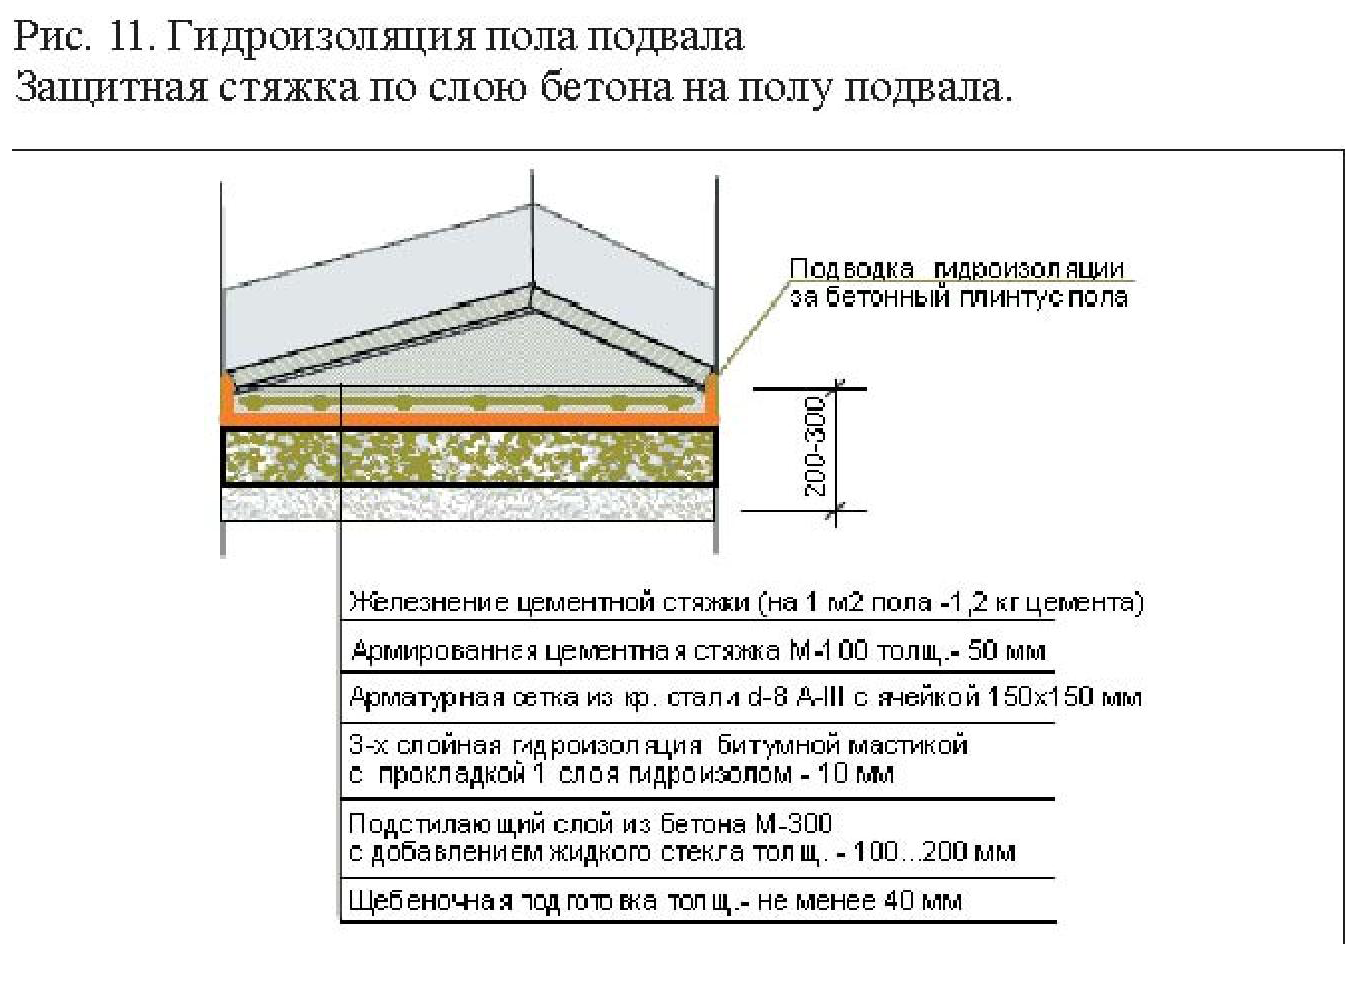 Рис. 11. Гидроизоляция пола подвала
Защитная стяжка по слою бетона на полу подвала.
Подводка гидроизоляции
за бетонный плинтус пола
200-300
Железнение цементной стяжки (на 1 м2 пола -1,2 кг цемента)
Армированная цементная стяжка М-100 толщ.- 50 мм
Арматурная сетка из кр. стали d-8 А-III с ячейкой 150х150 мм
3-х слойная гидроизоляция битумной мастикой
с прокладкой 1 слоя гидроизолом - 10 мм
Подстилающий слой из бетона М-300
с добавлением жидкого стекла толщ. - 100...200 мм
Щебеночная подготовка толщ.- не менее 40 мм